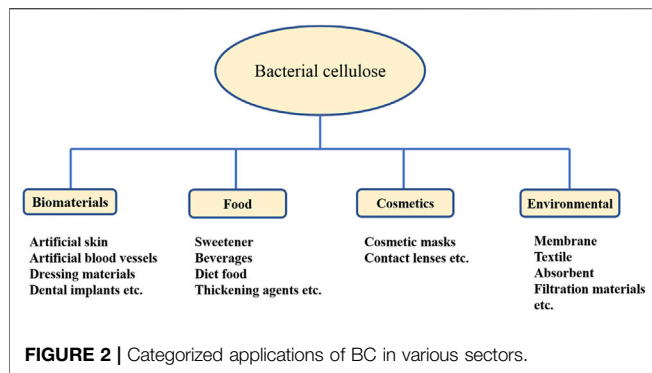 Bacterial cellulose
Biomaterials
Food
Cosmetics
Environmental
Artificial skin
Artificial blood vessels
Dressing materials
Dental implants etc.
Sweetener
Beverages
Diet food
Thickening agents etc.
Cosmetic masks
Contact lenses etc.
Membrane
Textile
Absorbent
Filtration materials
etc.
FIGURE 2 | Categorized applications of BC in various sectors.